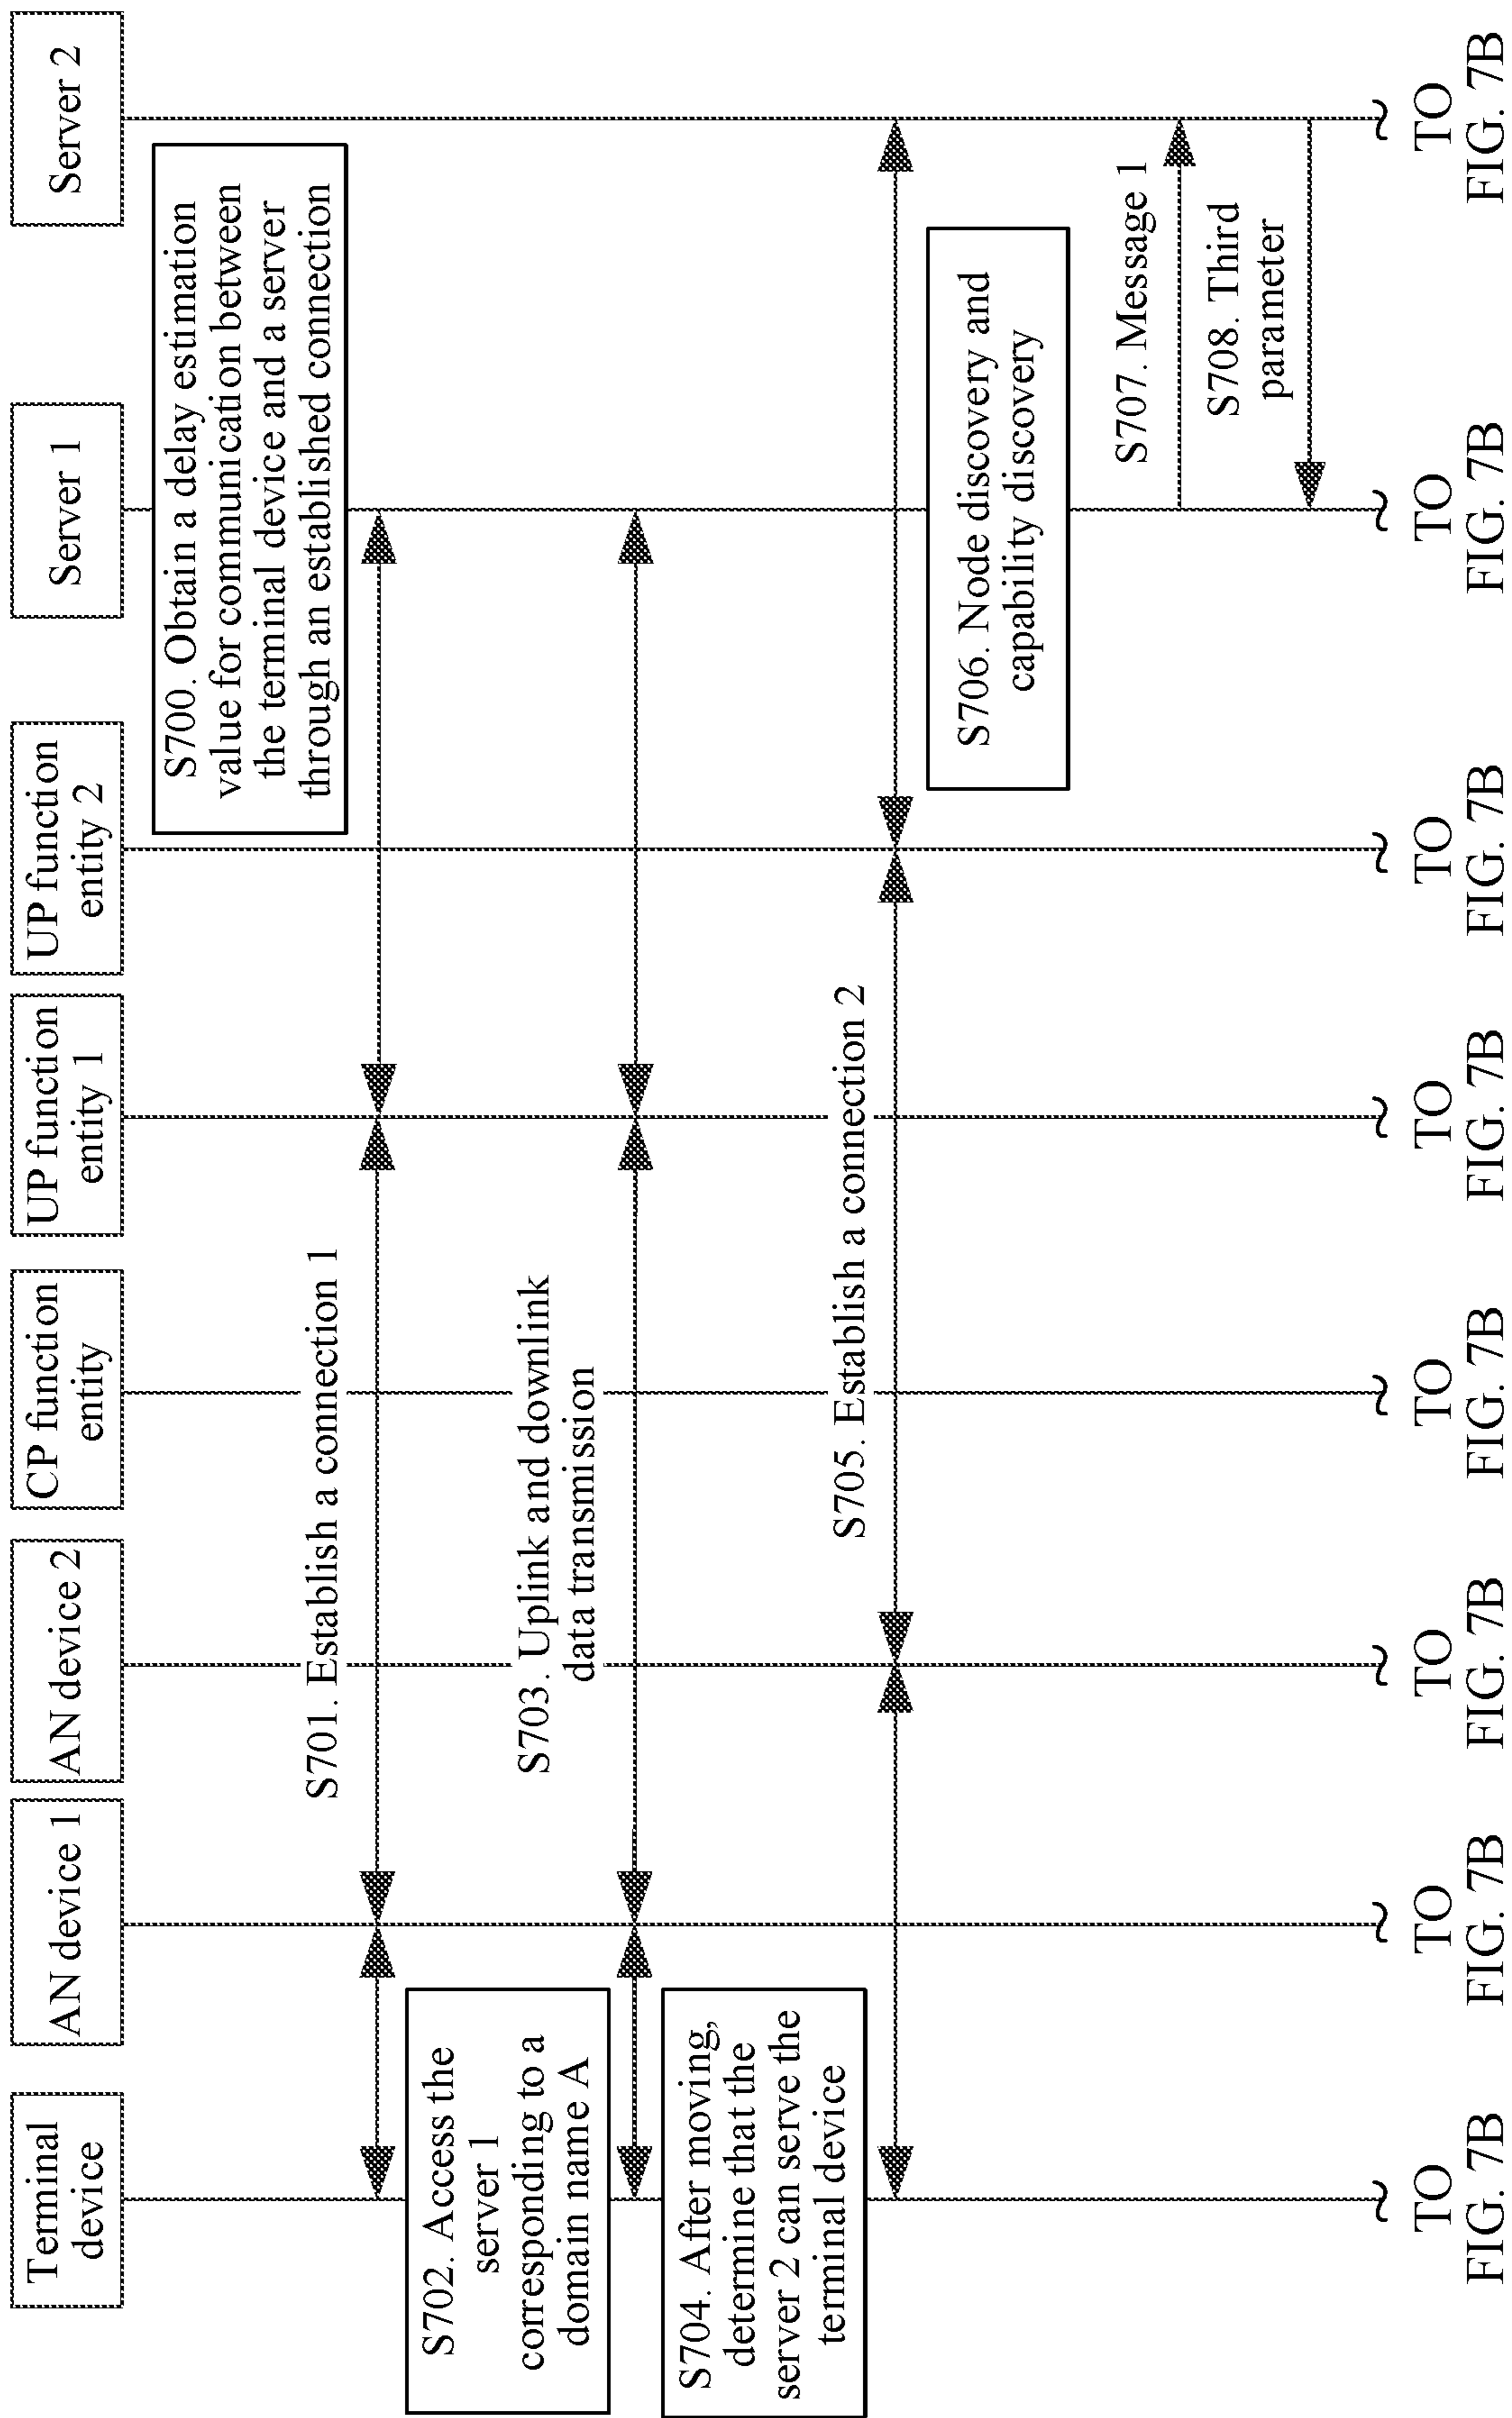 Terminal
device
AN device 1
AN device 2
CP function
entity
UP function
entity 1
UP function
entity 2
Server 1
Server 2
S700. Obtain a delay estimation
value for communication between
the terminal device and a server
through an established connection
S701. Establish a connection 1
S702. Access the
server 1
corresponding to a
domain name A
S703. Uplink and downlink
data transmission
S704. After moving,
determine that the
server 2 can serve the
terminal device
S705. Establish a connection 2
S706. Node discovery and
capability discovery
S707. Message 1
S708. Third
parameter
TO
FIG. 7B
TO
FIG. 7B
TO
FIG. 7B
TO
FIG. 7B
TO
FIG. 7B
TO
FIG. 7B
TO
FIG. 7B
TO
FIG. 7B